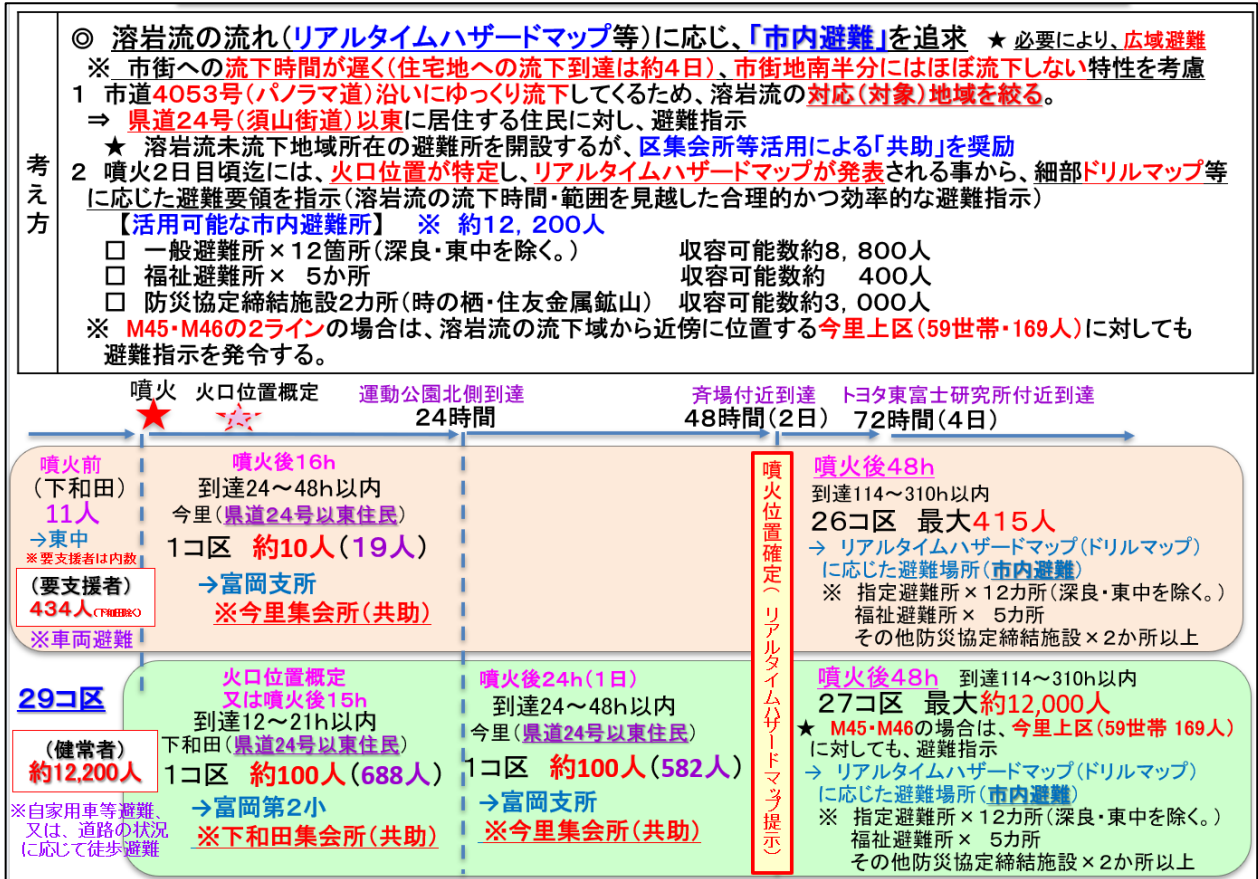 ◎ 溶岩流の流れ(リアルタイムハザードマップ等)に応じ、「市内避難」を追求 ★ 必要により、広域避難
※ 市街への流下時間が遅く(住宅地への流下到達は約4日)、市街地南半分にはほぼ流下しない特性を考慮
1 市道4053号(パノラマ道)沿いにゆっくり流下してくるため、溶岩流の対応(対象)地域を絞る。
⇒ 県道24号(須山街道)以東に居住する住民に対し、避難指示
★ 溶岩流未流下地域所在の避難所を開設するが、区集会所等活用による「共助」を奨励
考え方
2 噴火2日目頃迄には、火口位置が特定し、リアルタイムハザードマップが発表される事から、細部ドリルマップ等
に応じた避難要領を指示(溶岩流の流下時間・範囲を見越した合理的かつ効率的な避難指示)
【活用可能な市内避難所】 ※ 約12,200人
□ 一般避難所×12箇所(深良・東中を除く。) 収容可能数約8,800人
□ 福祉避難所× 5か所 収容可能数約 400人
□ 防災協定締結施設2カ所(時の栖・住友金属鉱山) 収容可能数約3,000人
※ M45・M46の2ラインの場合は、溶岩流の流下域から近傍に位置する今里上区(59世帯・169人)に対しても
避難指示を発令する。
噴火 火口位置概定
運動公園北側到達
24時間
斉場付近到達
48時間(2日)
トヨタ東富士研究所付近到達
72時間(4日)
噴火前
(下和田)
11人
→東中
※要支援者は内数
(要支援者)
434人(下和田除く)
※車両避難
噴火後16h
到達24~48h以内
今里(県道24号以東住民)
1コ区 約10人(19人)
→富岡支所
※今里集会所(共助)
噴火位置確定(リアルタイムハザードマップ提示)
噴火後48h
到達114~310h以内
26コ区 最大415人
→ リアルタイムハザードマップ(ドリルマップ)
に応じた避難場所(市内避難)
※ 指定避難所×12カ所(深良・東中を除く。)
福祉避難所× 5カ所
その他防災協定締結施設×2か所以上
29コ区
(健常者)
約12,200人
※自家用車等避難、
又は、道路の状況
に応じて徒歩避難
火口位置概定
又は噴火後15h
到達12~21h以内
下和田(県道24号以東住民)
1コ区 約100人(688人)
→富岡第2小
※下和田集会所(共助)
噴火後24h(1日)
到達24~48h以内
今里(県道24号以東住民)
1コ区 約100人(582人)
→富岡支所
※今里集会所(共助)
噴火後48h 到達114~310h以内
27コ区 最大約12,000人
★ M45・M46の場合は、今里上区(59世帯 169人)
に対しても、避難指示
→ リアルタイムハザードマップ(ドリルマップ)
に応じた避難場所(市内避難)
※ 指定避難所×12カ所(深良・東中を除く。)
福祉避難所× 5カ所
その他防災協定締結施設×2か所以上